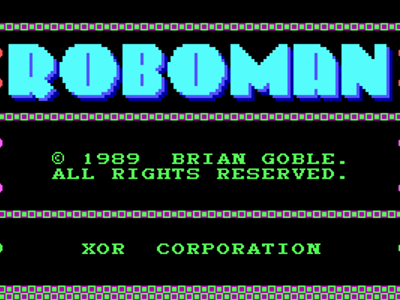 ROBOMAN
© 1989 BRIAN GOBLE.
ALL RIGHTS RESERVED.
XOR CORPORATION